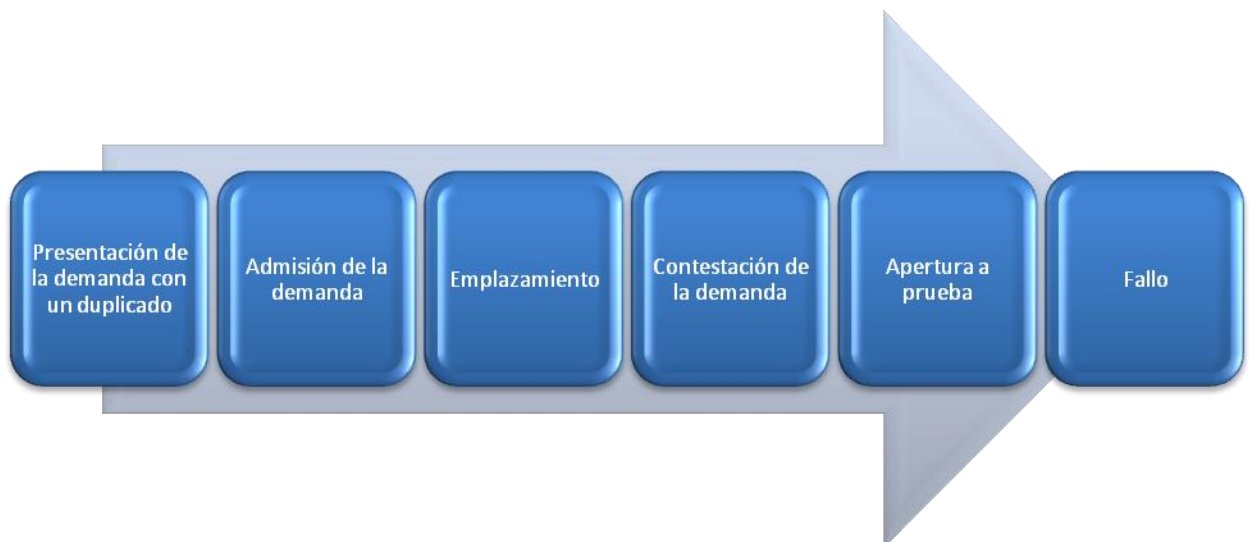 Presentación de
la demanda con
un duplicado
Admisión de la
demanda
Emplazamiento
Contestación de
la demanda
Apertura a
prueba
Fallo